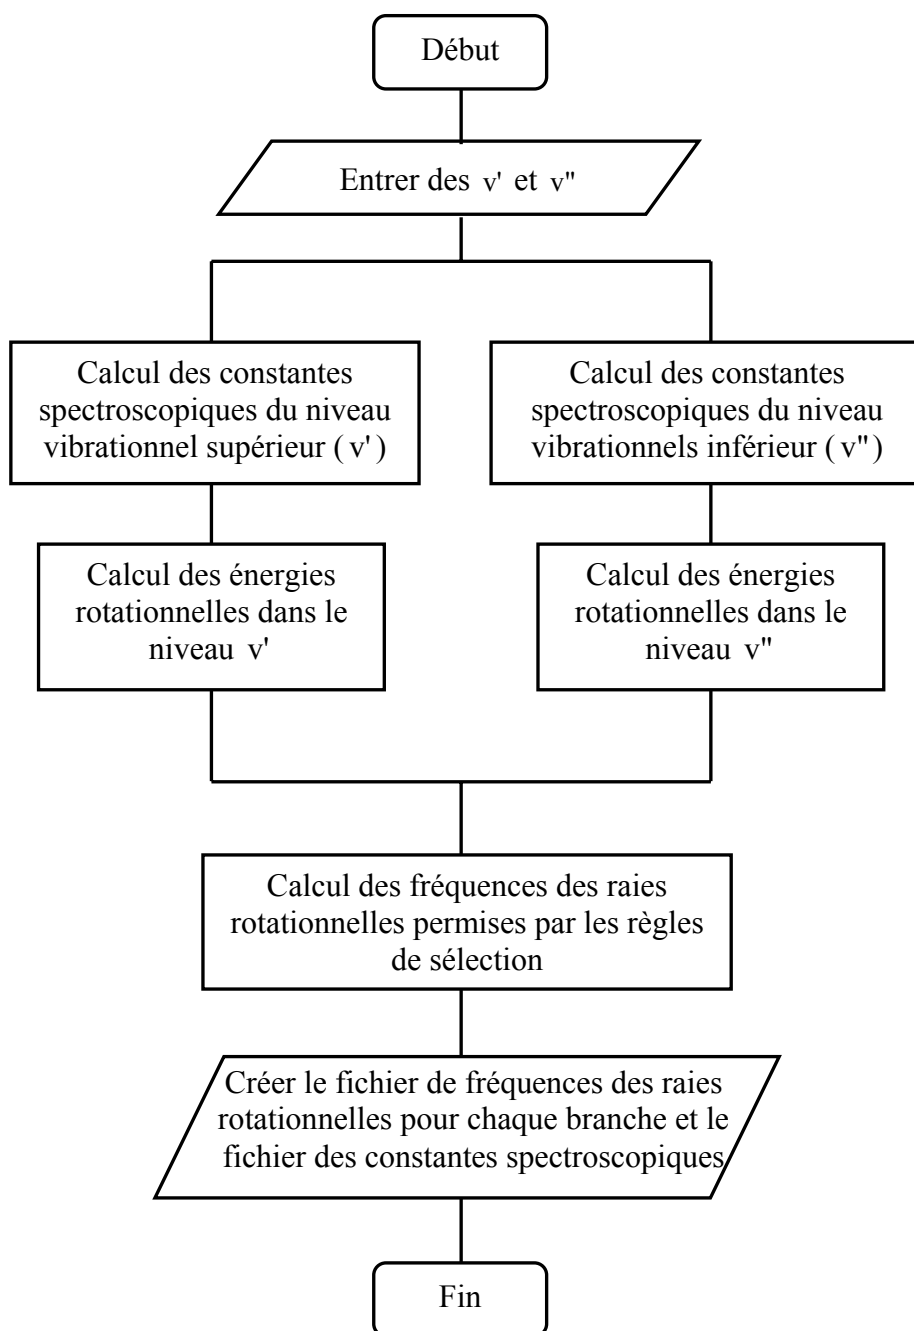 Début
Entrer des v' et v"
Calcul des constantes
spectroscopiques du niveau
vibrationnel supérieur ( v' )
Calcul des constantes
spectroscopiques du niveau
vibrationnels inférieur ( v" )
Calcul des énergies
rotationnelles dans le
niveau v'
Calcul des énergies
rotationnelles dans le
niveau v"
Calcul des fréquences des raies
rotationnelles permises par les règles
de sélection
Créer le fichier de fréquences des raies
rotationnelles pour chaque branche et le
fichier des constantes spectroscopiques
Fin